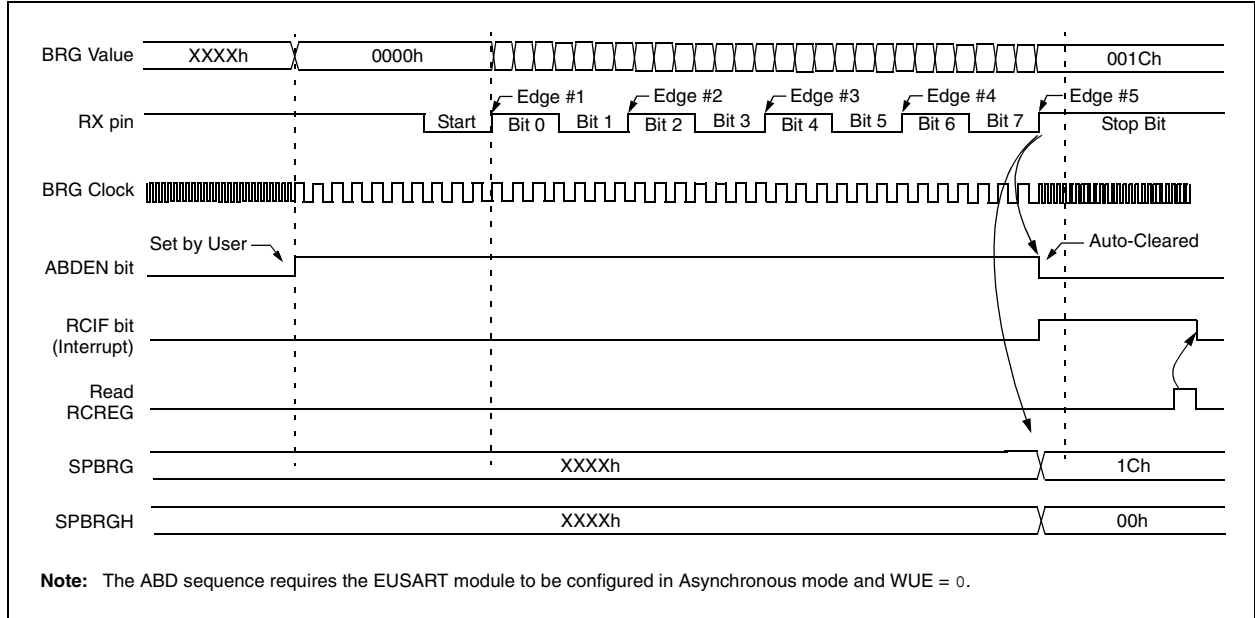 BRG Value
XXXXh
0000h
001Ch
Edge #1
Edge #2
Edge #3
Edge #4
Edge #5
RX pin
Start
Bit 0
Bit 1
Bit 2
Bit 3
Bit 4
Bit 5
Bit 6
Bit 7
Stop Bit
BRG Clock
Set by User
Auto-Cleared
ABDEN bit
RCIF bit
(Interrupt)
Read
RCREG
SPBRG
XXXXh
1Ch
SPBRGH
XXXXh
00h
Note: The ABD sequence requires the EUSART module to be configured in Asynchronous mode and WUE = 0.